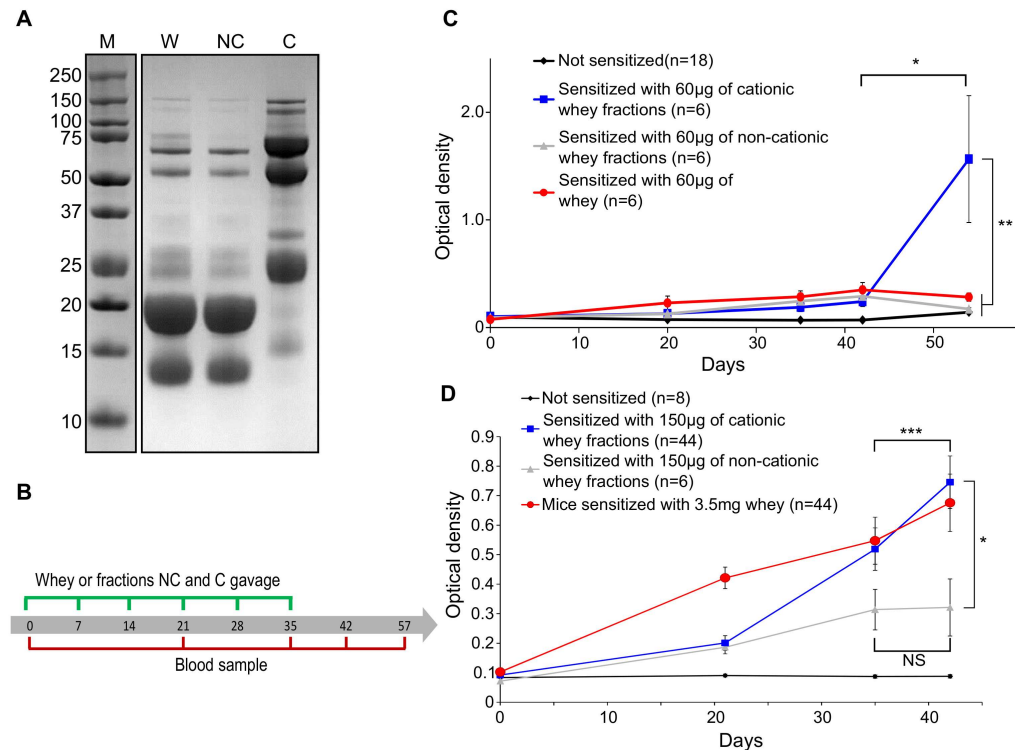 A
M W NC C
250
150
100
75
50
37
25
20
15
10
B
Whey or fractions NC and C gavage
0 7 14 21 28 35 42 57
Blood sample
C
Not sensitized(n=18)
Sensitized with 60µg of cationic
whey fractions (n=6)
Sensitized with 60µg of non-cationic
whey fractions (n=6)
Sensitized with 60µg of
whey (n=6)
*
**
Optical density
2.0
1.0
0
0 10 20 30 40 50
Days
D
Not sensitized (n=8)
Sensitized with 150µg of cationic
whey fractions (n=44)
Sensitized with 150µg of non-cationic
whey fractions (n=6)
Mice sensitized with 3.5mg whey (n=44)
***
*
NS
Optical density
0.9
0.8
0.7
0.6
0.5
0.4
0.3
0.2
0.1
0
0 10 20 30 40
Days